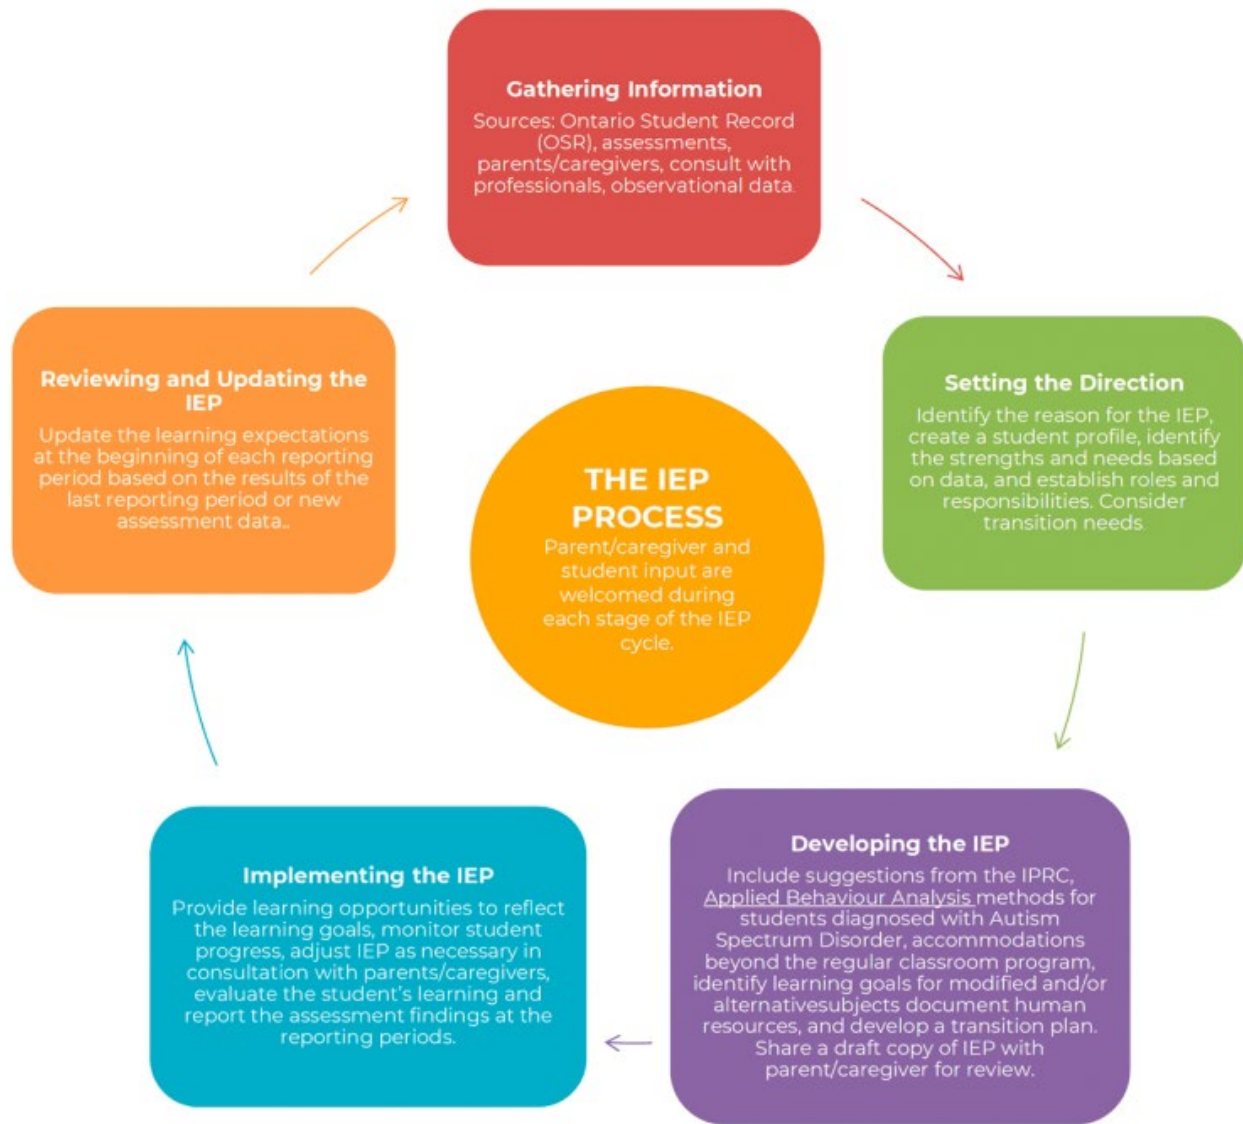 Gathering Information
Sources: Ontario Student Record
(OSR), assessments,
parents/caregivers, consult with
professionals, observational data.
Setting the Direction
Identify the reason for the IEP,
create a student profile, identify
the strengths and needs based
on data, and establish roles and
responsibilities. Consider
transition needs.
Developing the IEP
Include suggestions from the IPRC,
Applied Behaviour Analysis methods for
students diagnosed with Autism
Spectrum Disorder, accommodations
beyond the regular classroom program,
identify learning goals for modified and/or
alternativesubjects document human
resources, and develop a transition plan.
Share a draft copy of IEP with
parent/caregiver for review.
Implementing the IEP
Provide learning opportunities to reflect
the learning goals, monitor student
progress, adjust IEP as necessary in
consultation with parents/caregivers,
evaluate the student's learning and
report the assessment findings at the
reporting periods.
Reviewing and Updating the
IEP
Update the learning expectations
at the beginning of each reporting
period based on the results of the
last reporting period or new
assessment data..
THE IEP
PROCESS
Parent/caregiver and
student input are
welcomed during
each stage of the IEP
cycle.